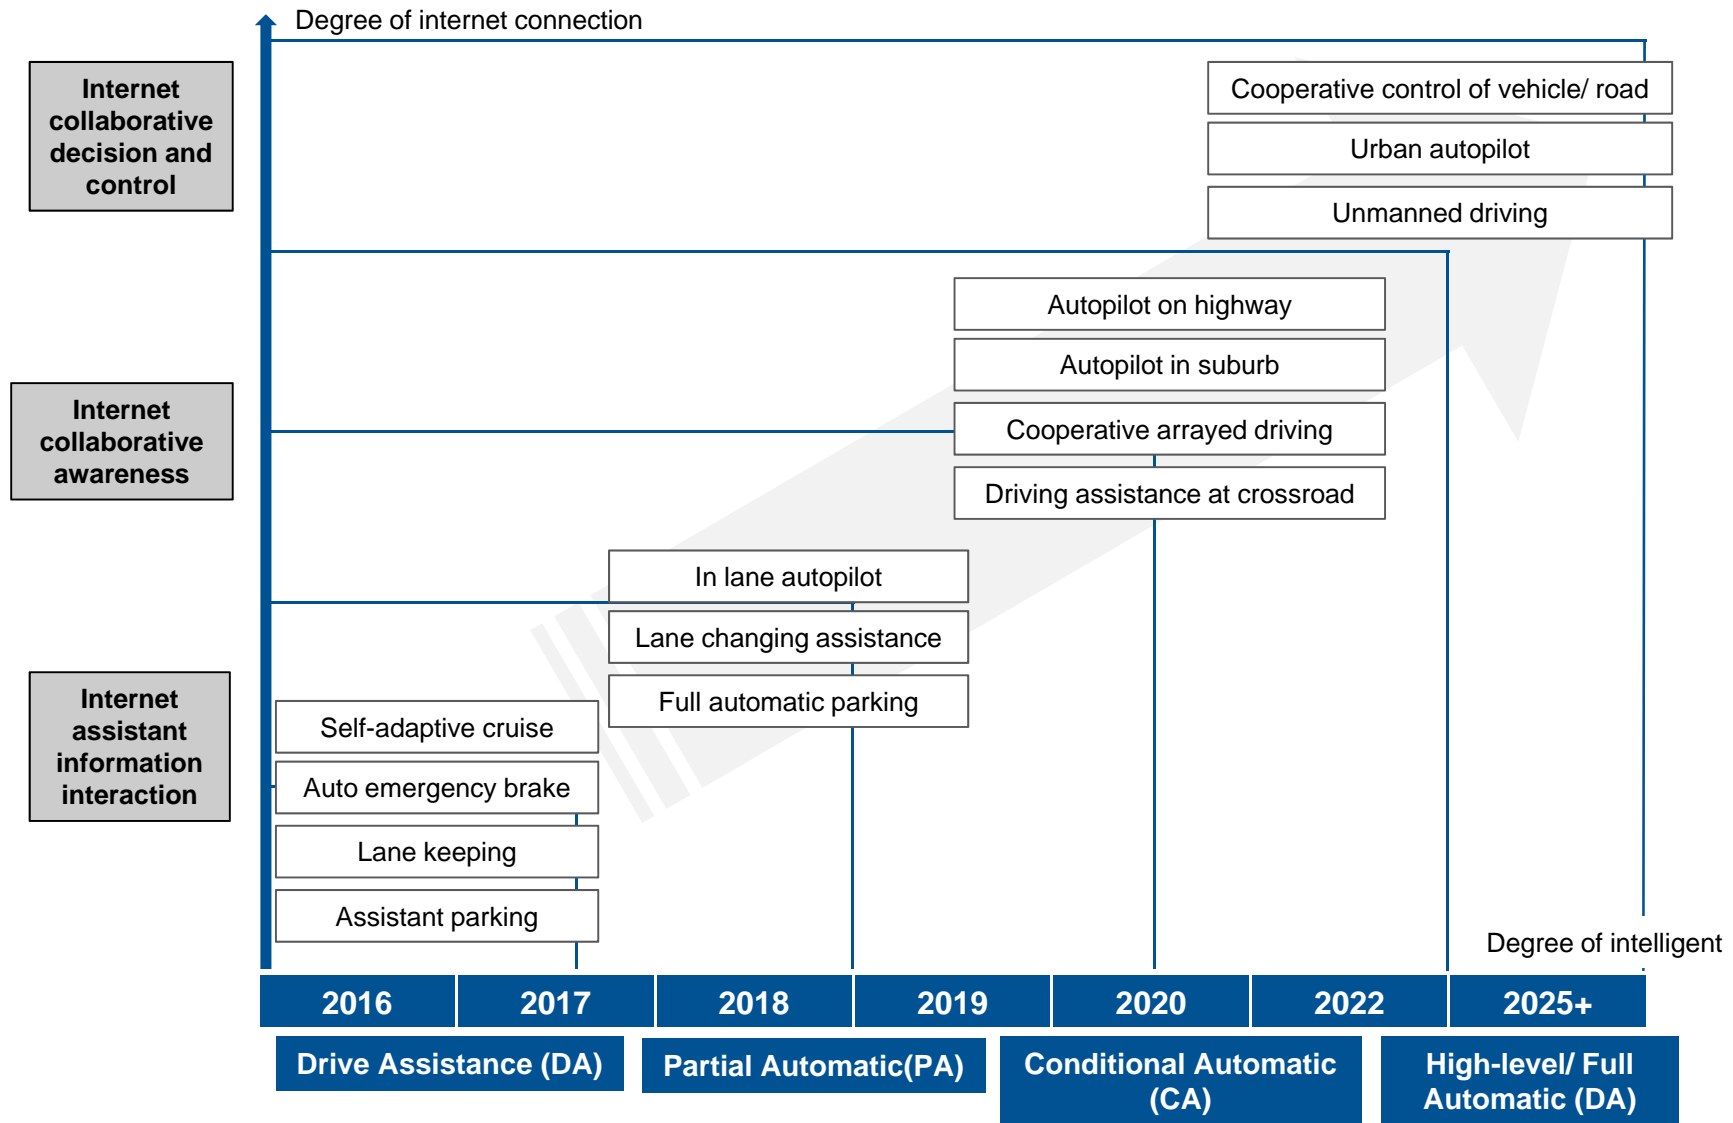 Degree of internet connection
Internet
collaborative
decision and
control
Cooperative control of vehicle/ road
Urban autopilot
Unmanned driving
Autopilot on highway
Autopilot in suburb
Internet
collaborative
awareness
Cooperative arrayed driving
Driving assistance at crossroad
In lane autopilot
Lane changing assistance
Full automatic parking
Internet
assistant
information
interaction
Self-adaptive cruise
Auto emergency brake
Lane keeping
Assistant parking
Degree of intelligent
2016 2017 2018 2019 2020 2022 2025+
Drive Assistance (DA)
Partial Automatic(PA)
Conditional Automatic
(CA)
High-level/ Full
Automatic (DA)